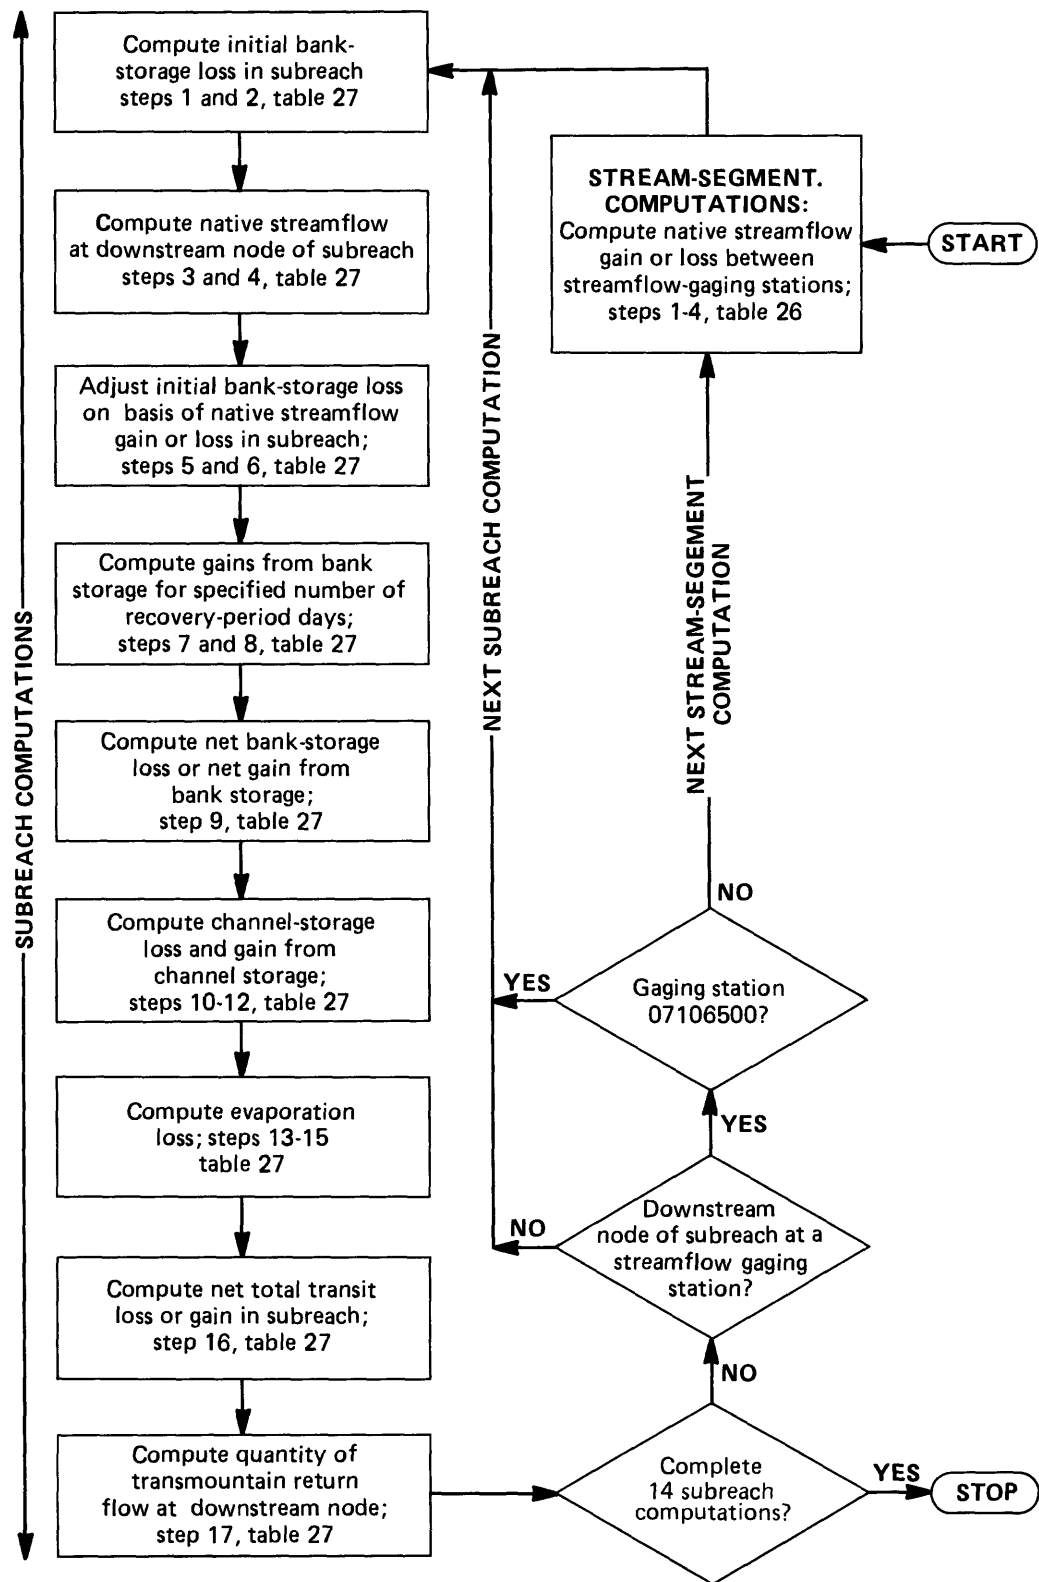 Compute initial bank-
storage loss in subreach
steps 1 and 2, table 27
Compute native streamflow
at downstream node of subreach
steps 3 and 4, table 27
Adjust initial bank-storage loss
on basis of native streamflow
gain or loss in subreach;
steps 5 and 6, table 27
Compute gains from bank
storage for specified number of
recovery-period days;
steps 7 and 8, table 27
Compute net bank-storage
loss or net gain from
bank storage;
step 9, table 27
Compute channel-storage
loss and gain from
channel storage;
steps 10-12, table 27
Compute evaporation
loss; steps 13-15
table 27
Compute net total transit
loss or gain in subreach;
step 16, table 27
Compute quantity of
transmountain return
flow at downstream node;
step 17, table 27
SUBREACH COMPUTATIONS
NEXT SUBREACH COMPUTATION
STREAM-SEGMENT.
COMPUTATIONS:
Compute native streamflow
gain or loss between
streamflow-gaging stations;
steps 1-4, table 26
START
NEXT STREAM-SEGEMENT
COMPUTATION
NO
Gaging station
07106500?
YES
YES
Downstream
node of subreach at a
streamflow gaging
station?
NO
NO
Complete
14 subreach
computations?
YES
STOP